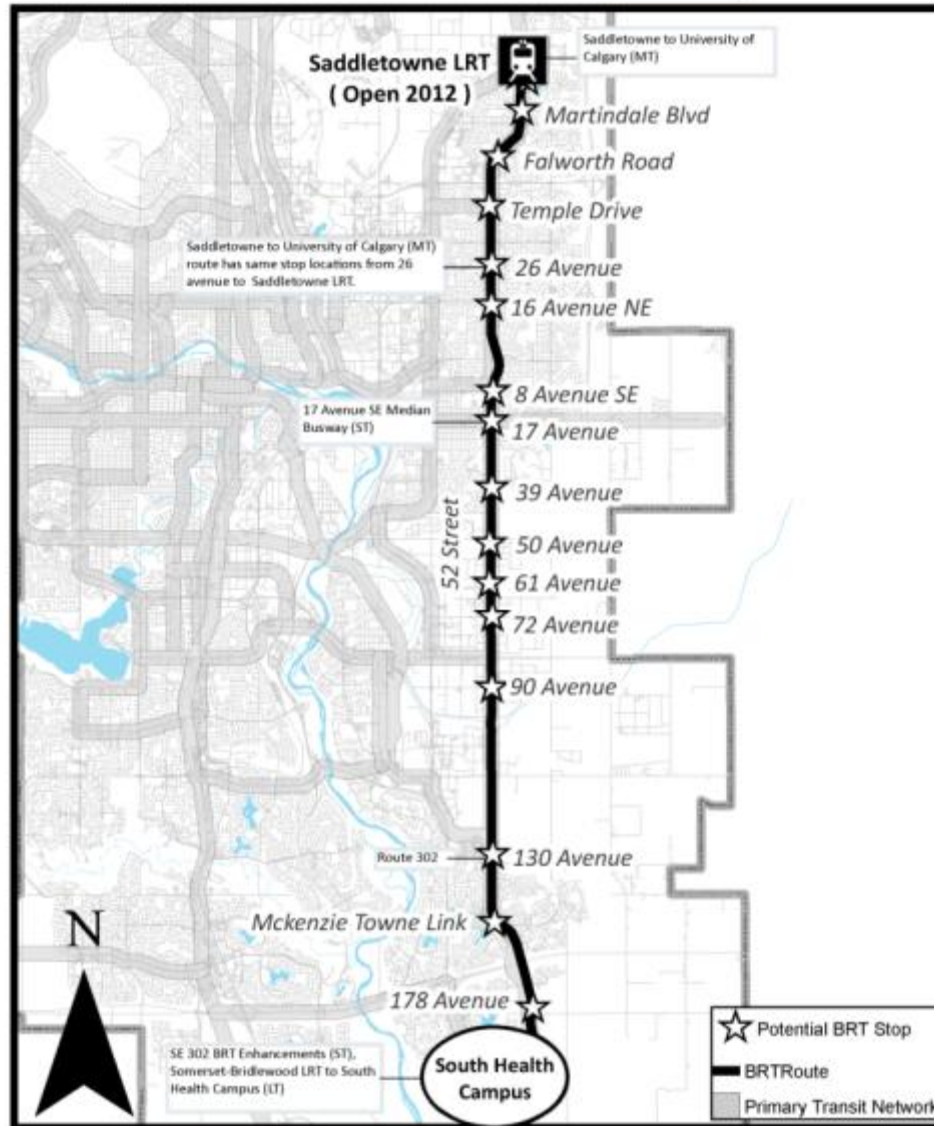 Saddletowne to University of
Calgary (MT)
Saddletowne LRT
( Open 2012 )
Martindale Blvd
Falworth Road
Temple Drive
Saddletowne to University of Calgary (MT)
route has same stop locations from 26
avenue to Saddletowne LRT.
26 Avenue
16 Avenue NE
8 Avenue SE
17 Avenue SE Median
Busway (ST)
17 Avenue
39 Avenue
52 Street
50 Avenue
61 Avenue
72 Avenue
90 Avenue
Route 302
130 Avenue
Mckenzie Towne Link
N
178 Avenue
SE 302 BRT Enhancements (ST),
Somerset-Bridlewood LRT to South
Health Campus (LT)
South Health
Campus
Potential BRT Stop
BRTRoute
Primary Transit Network